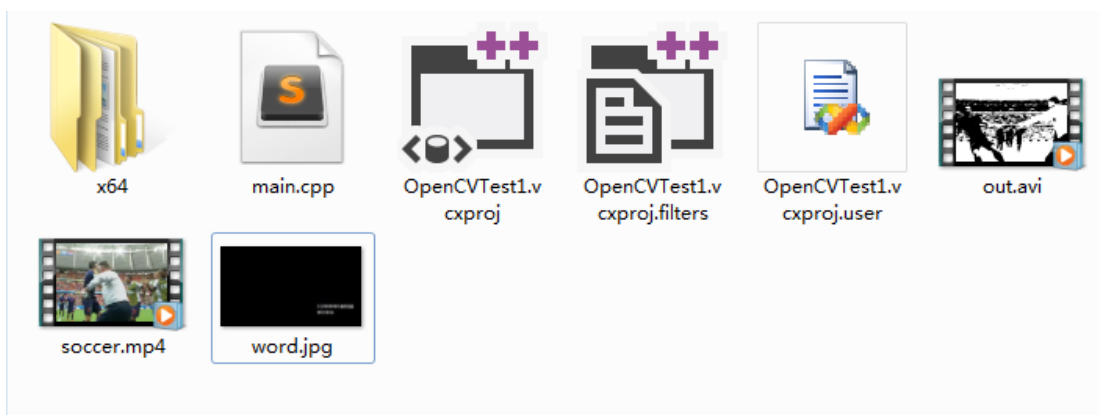 x64
main.cpp
OpenCVTest1.v
cxproj
OpenCVTest1.v
cxproj.filters
OpenCVTest1.v
cxproj.user
out.avi
soccer.mp4
word.jpg